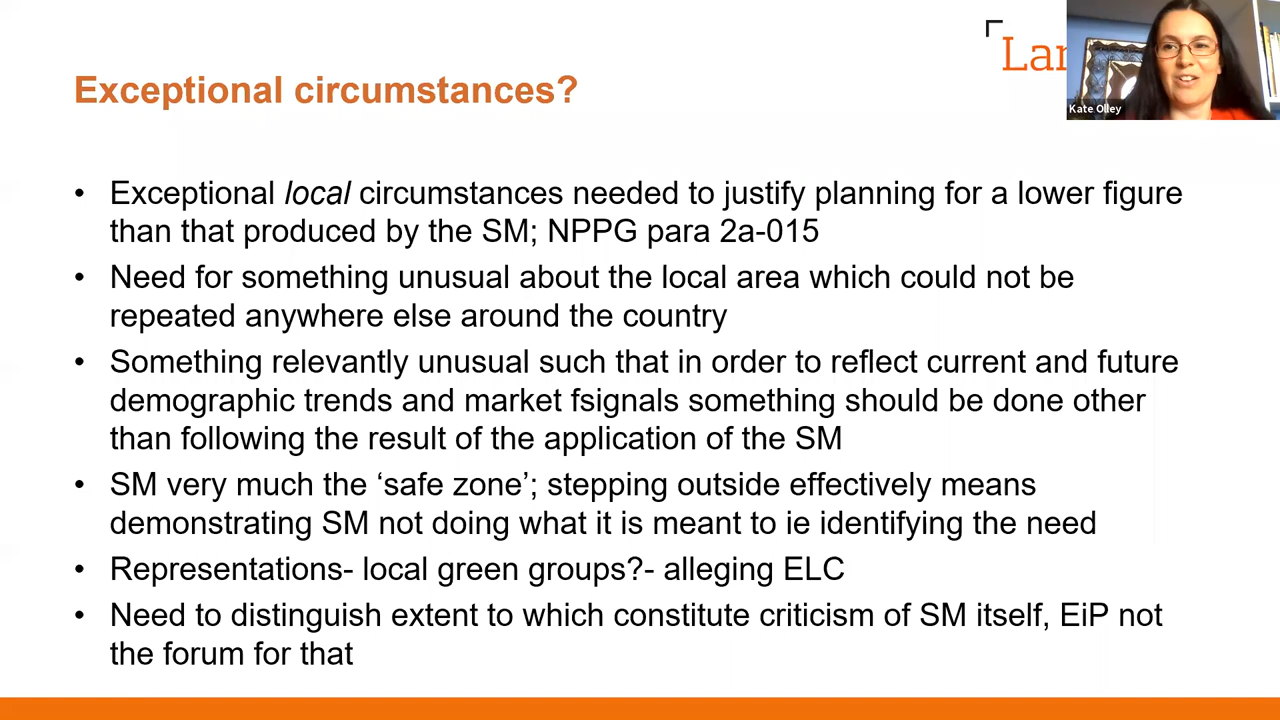 Exceptional circumstances?
Lan
Kate Olley
• Exceptional local circumstances needed to justify planning for a lower figure
than that produced by the SM; NPPG para 2a-015
• Need for something unusual about the local area which could not be
repeated anywhere else around the country
• Something relevantly unusual such that in order to reflect current and future
demographic trends and market fsignals something should be done other
than following the result of the application of the SM
• SM very much the ‘safe zone’; stepping outside effectively means
demonstrating SM not doing what it is meant to ie identifying the need
• Representations- local green groups?- alleging ELC
• Need to distinguish extent to which constitute criticism of SM itself, EiP not
the forum for that